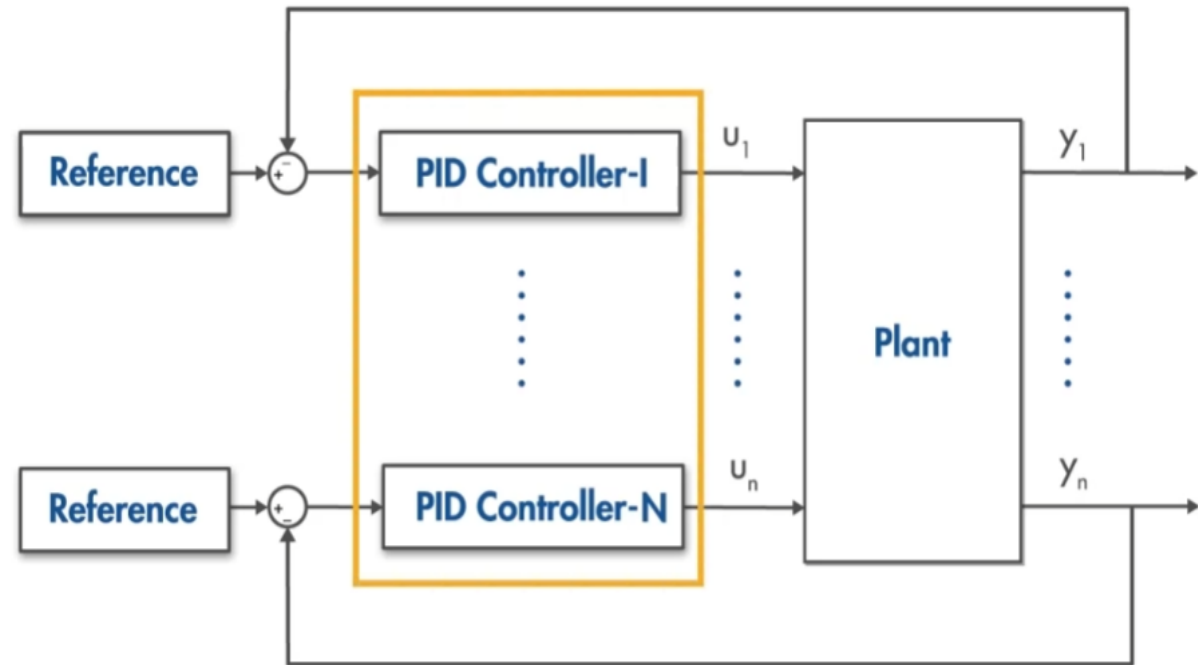 u₁
y₁
Reference
PID Controller-I
Plant
uₙ
yₙ
Reference
PID Controller-N